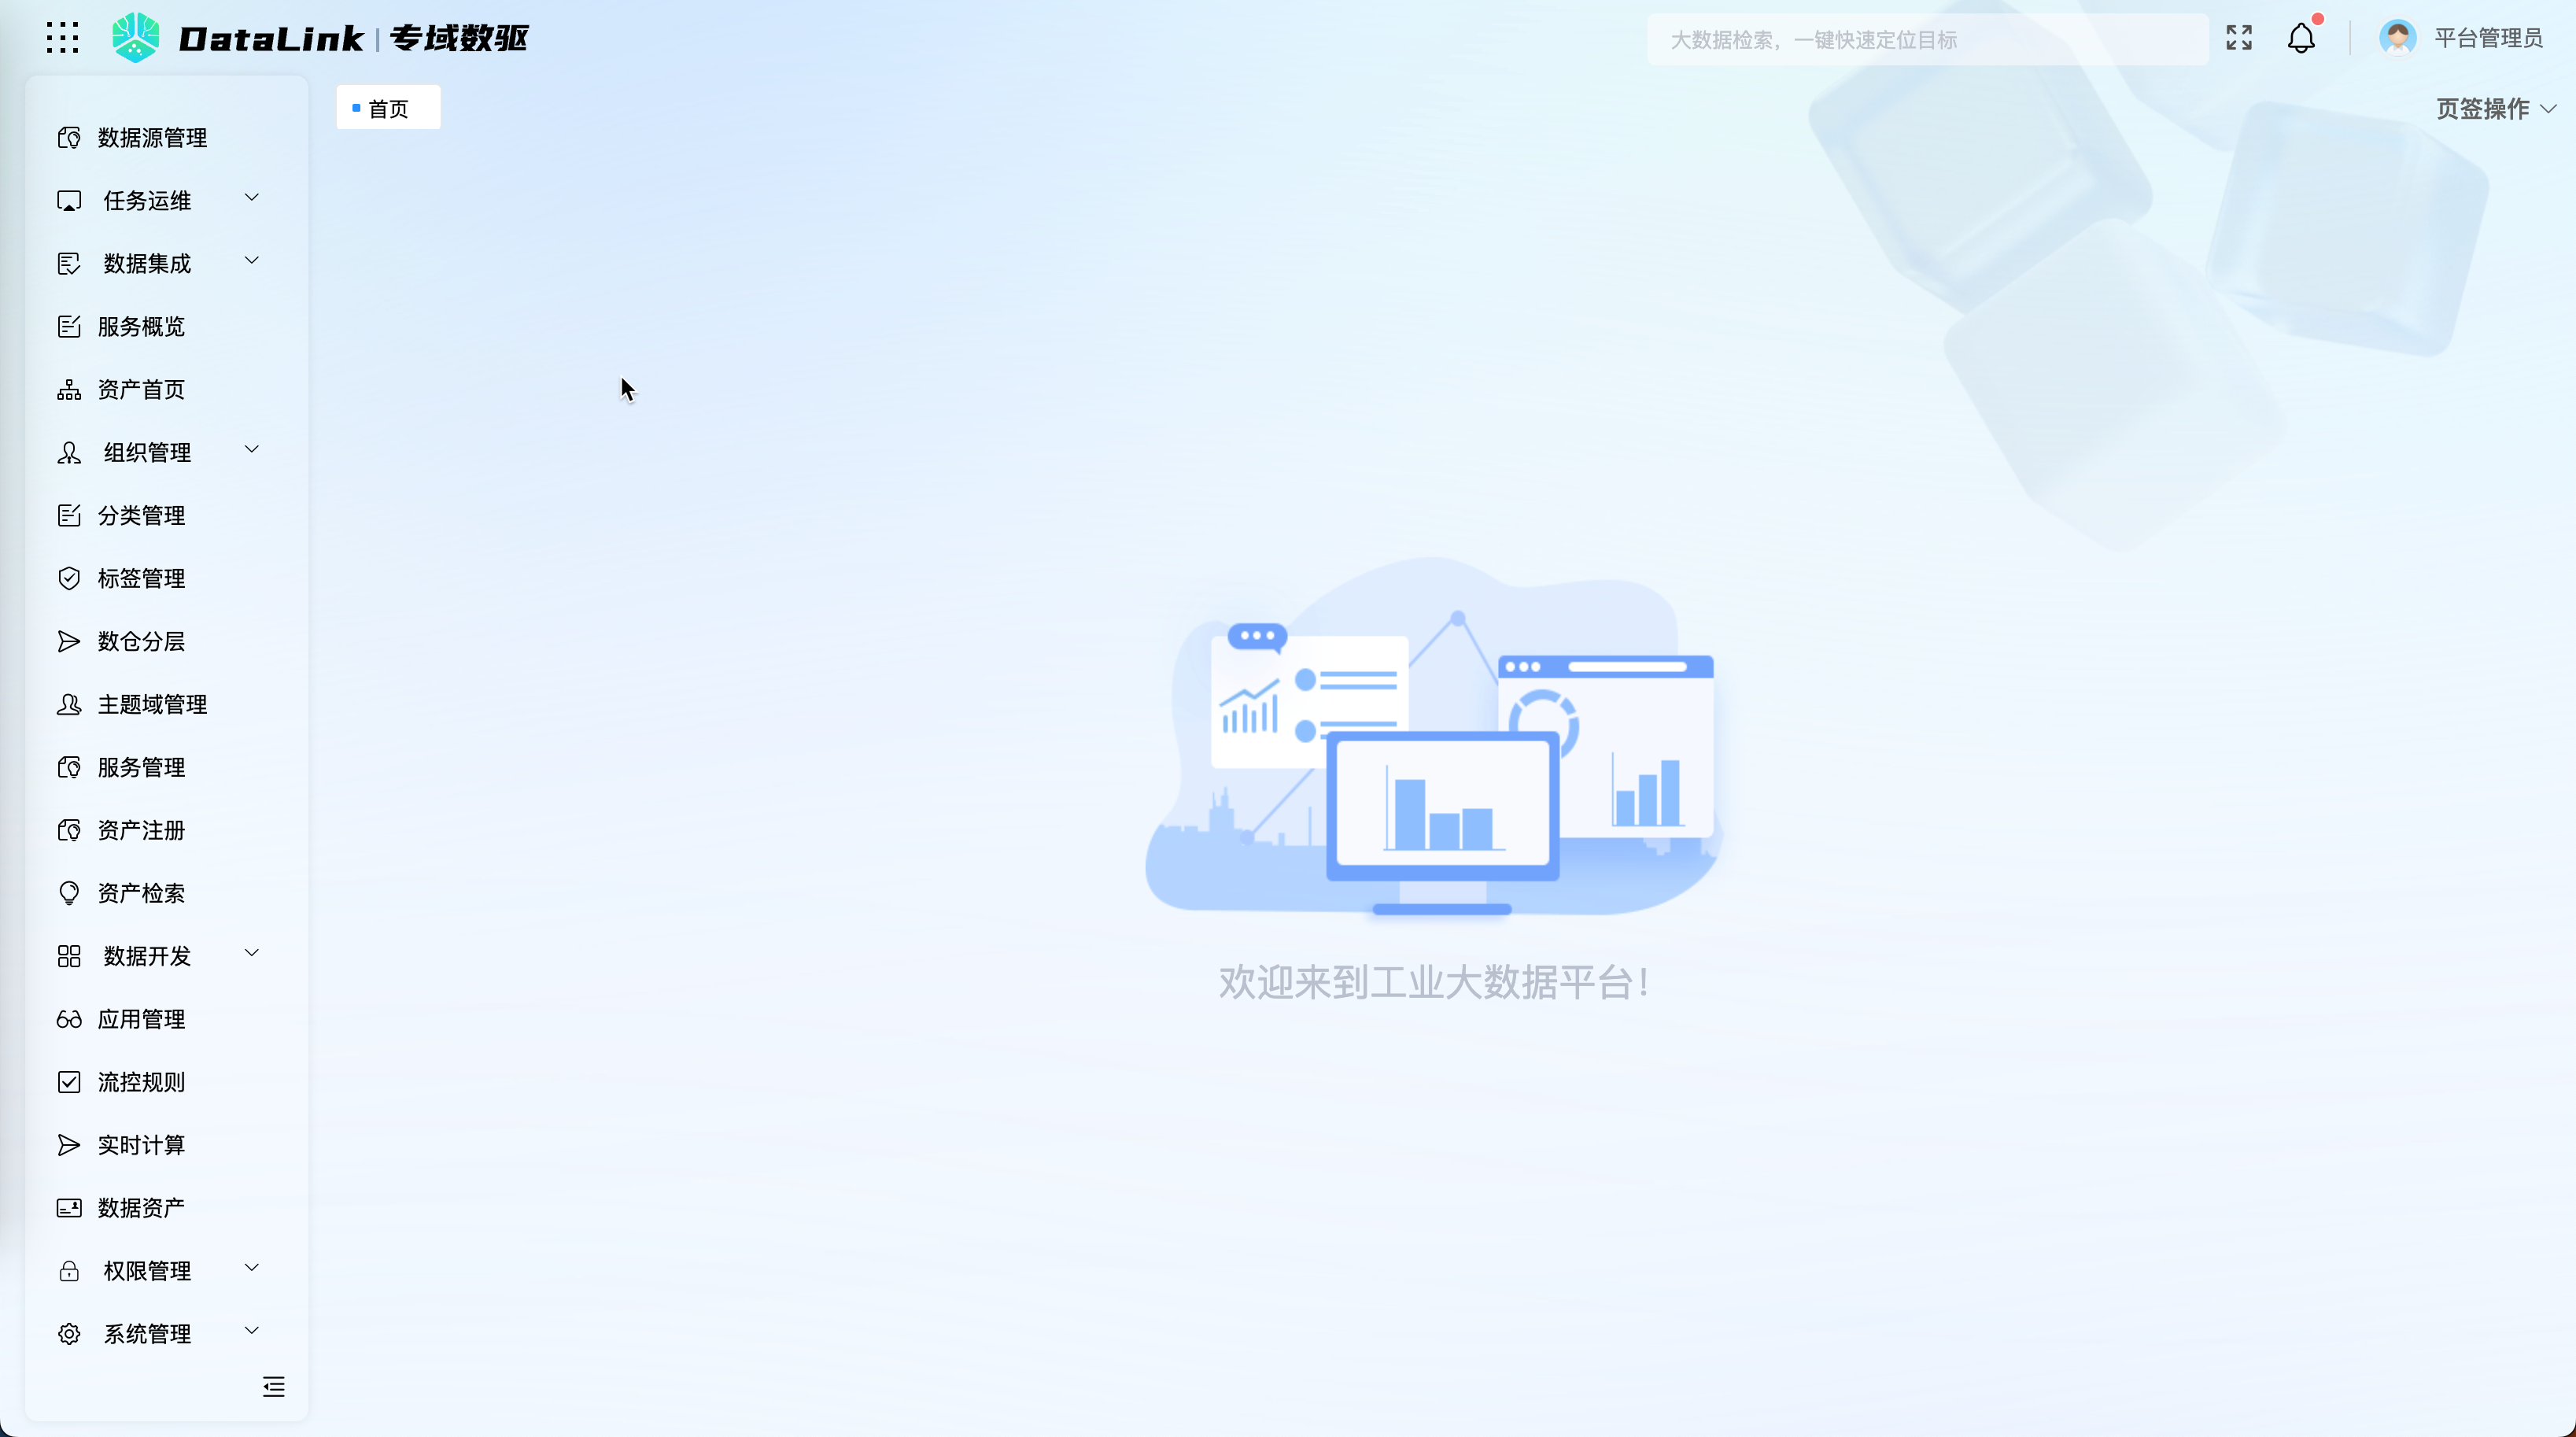 DataLink | 专域数驱
大数据检索，一键快速定位目标
平台管理员
首页
页签操作
数据源管理
任务运维
数据集成
服务概览
资产首页
组织管理
分类管理
标签管理
数仓分层
主题域管理
服务管理
资产注册
资产检索
数据开发
应用管理
流控规则
实时计算
数据资产
权限管理
系统管理
欢迎来到工业大数据平台！